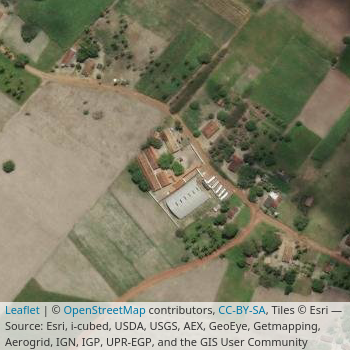 Leaflet | © OpenStreetMap contributors, CC-BY-SA, Tiles © Esri —
Source: Esri, i-cubed, USDA, USGS, AEX, GeoEye, Getmapping,
Aerogrid, IGN, IGP, UPR-EGP, and the GIS User Community